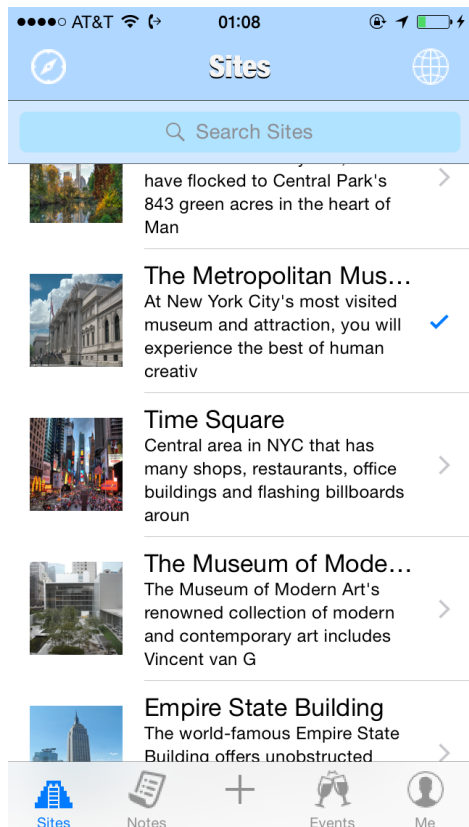 AT&T 01:08
Sites
Search Sites
have flocked to Central Park's
843 green acres in the heart of
Man
The Metropolitan Mus...
At New York City's most visited
museum and attraction, you will
experience the best of human
creativ
Time Square
Central area in NYC that has
many shops, restaurants, office
buildings and flashing billboards
aroun
The Museum of Mode...
The Museum of Modern Art's
renowned collection of modern
and contemporary art includes
Vincent van G
Empire State Building
The world-famous Empire State
Building offers unobstructed
Sites Notes Events Me